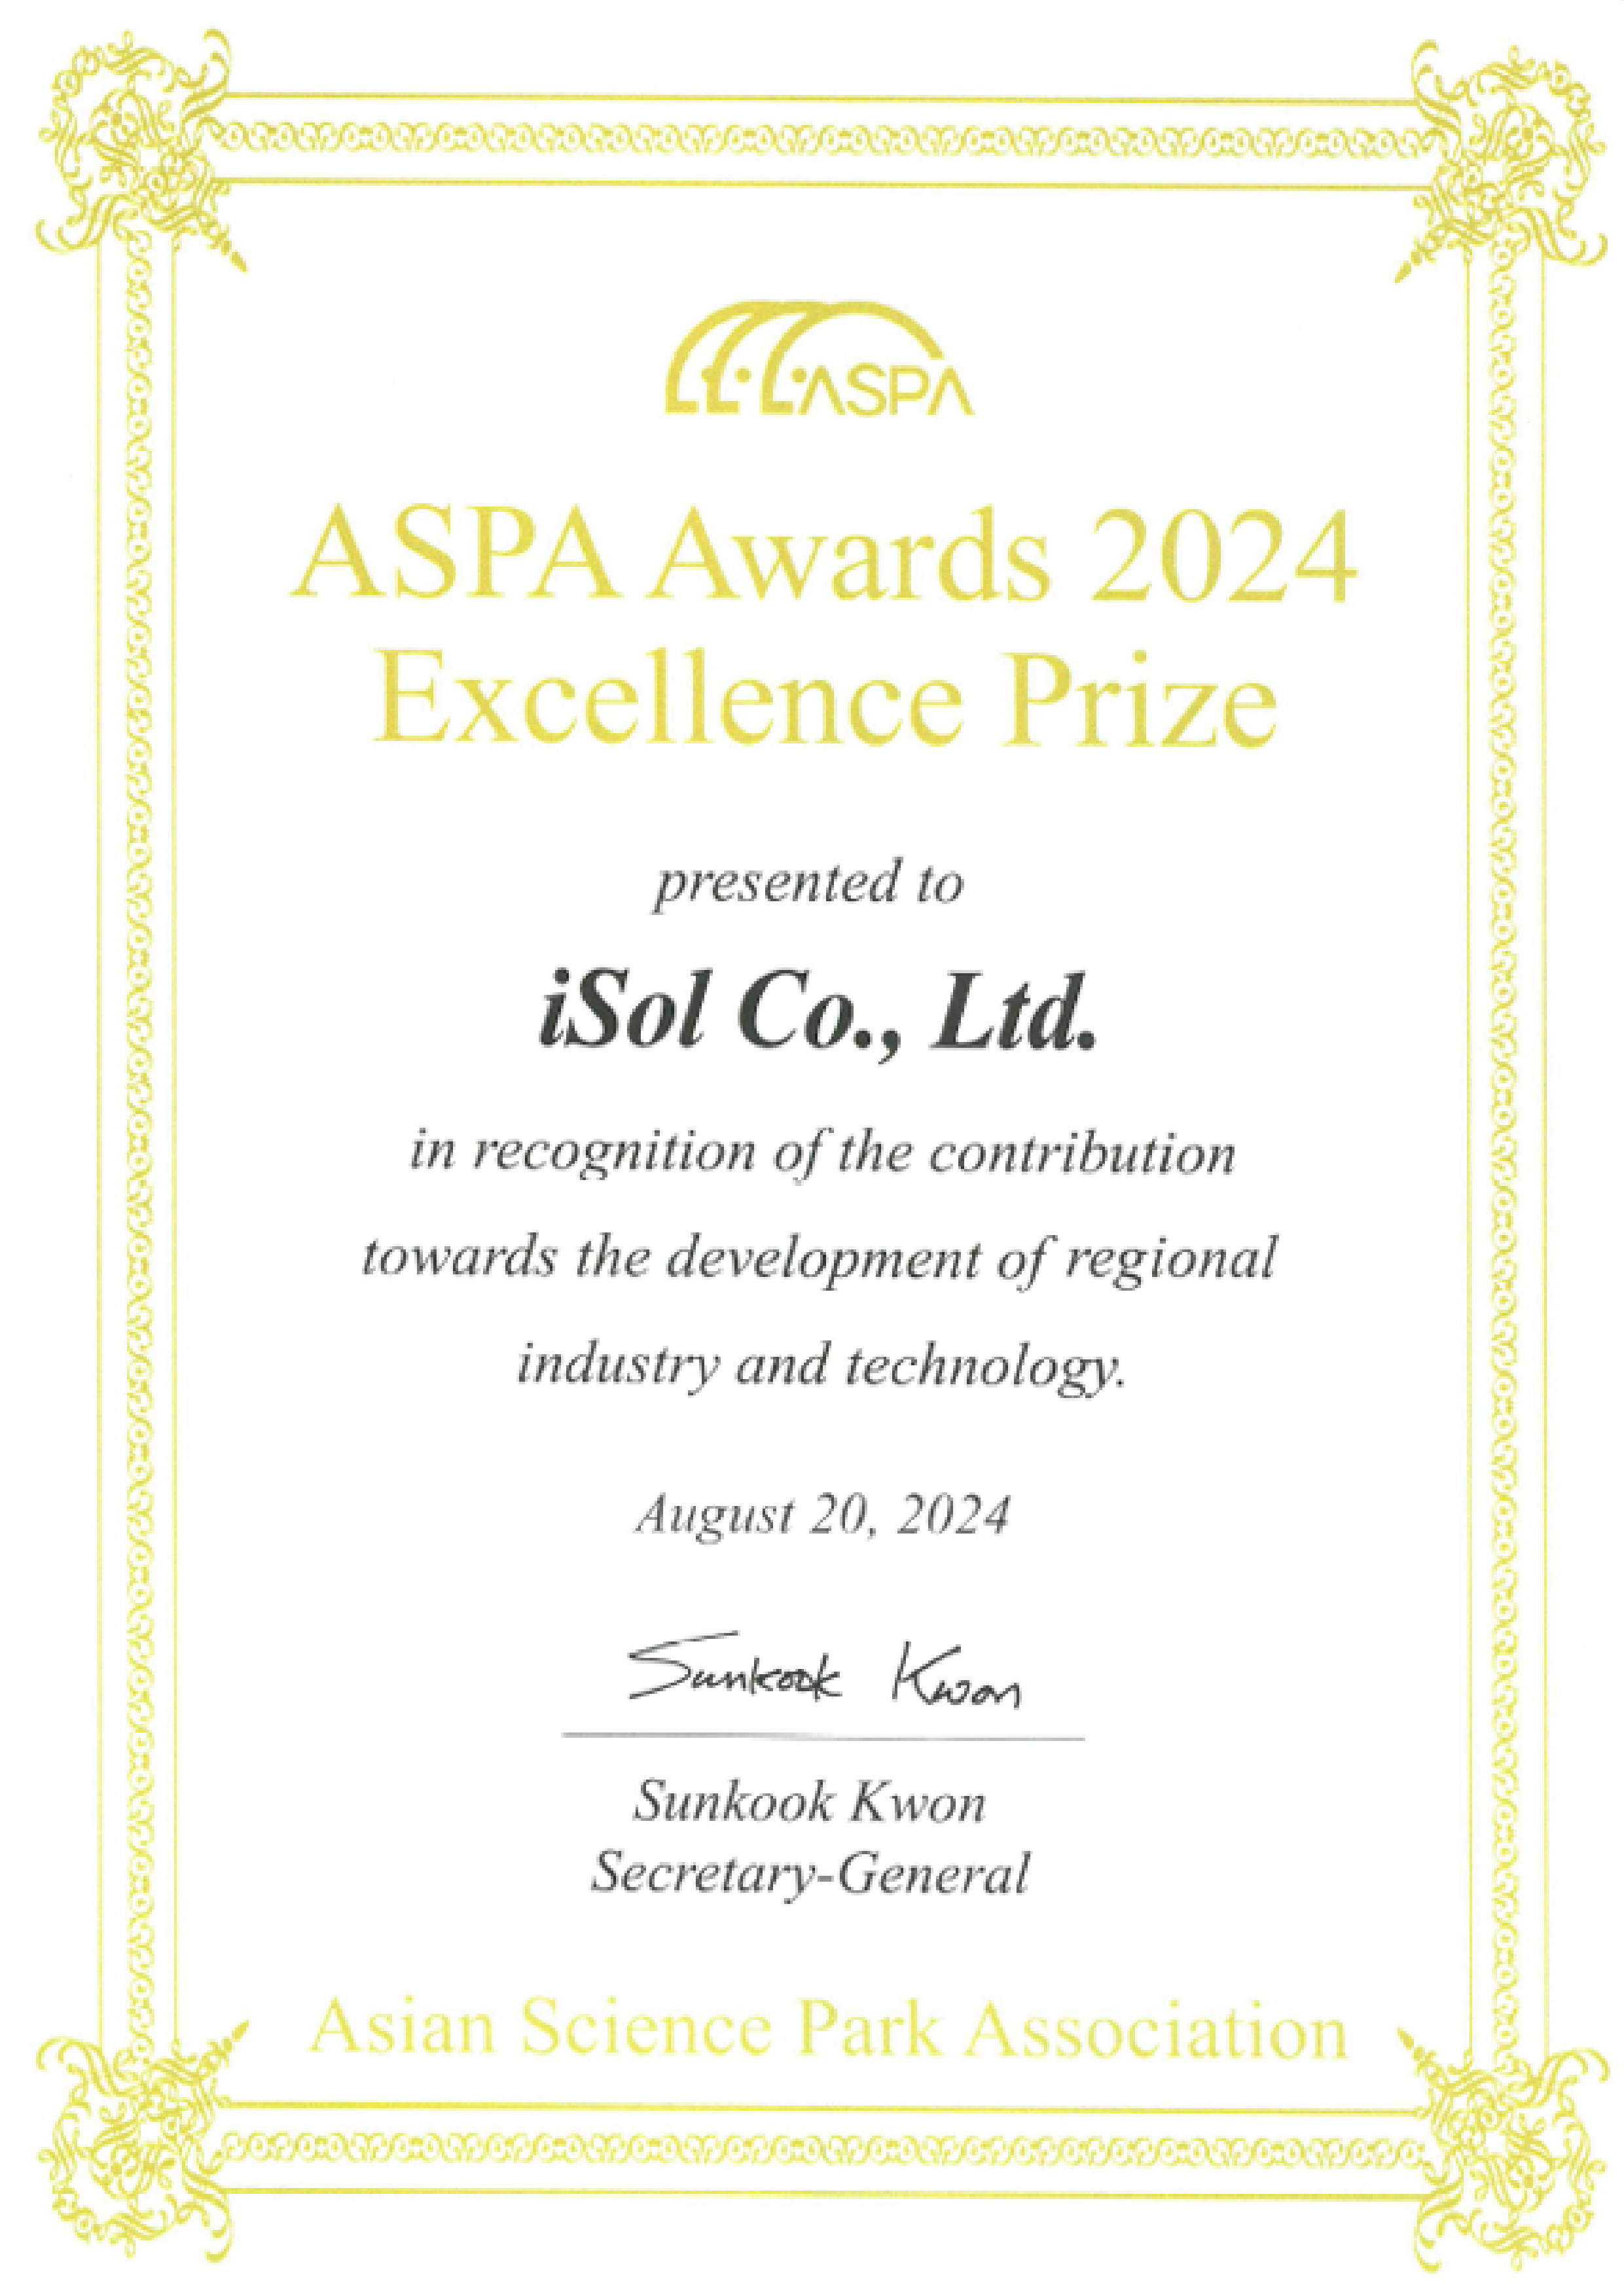 ASPA
ASPA Awards 2024
Excellence Prize
presented to
iSol Co., Ltd.
in recognition of the contribution
towards the development of regional
industry and technology.
August 20, 2024
Sunkook Kwon
Sunkook Kwon
Secretary-General
Asian Science Park Association